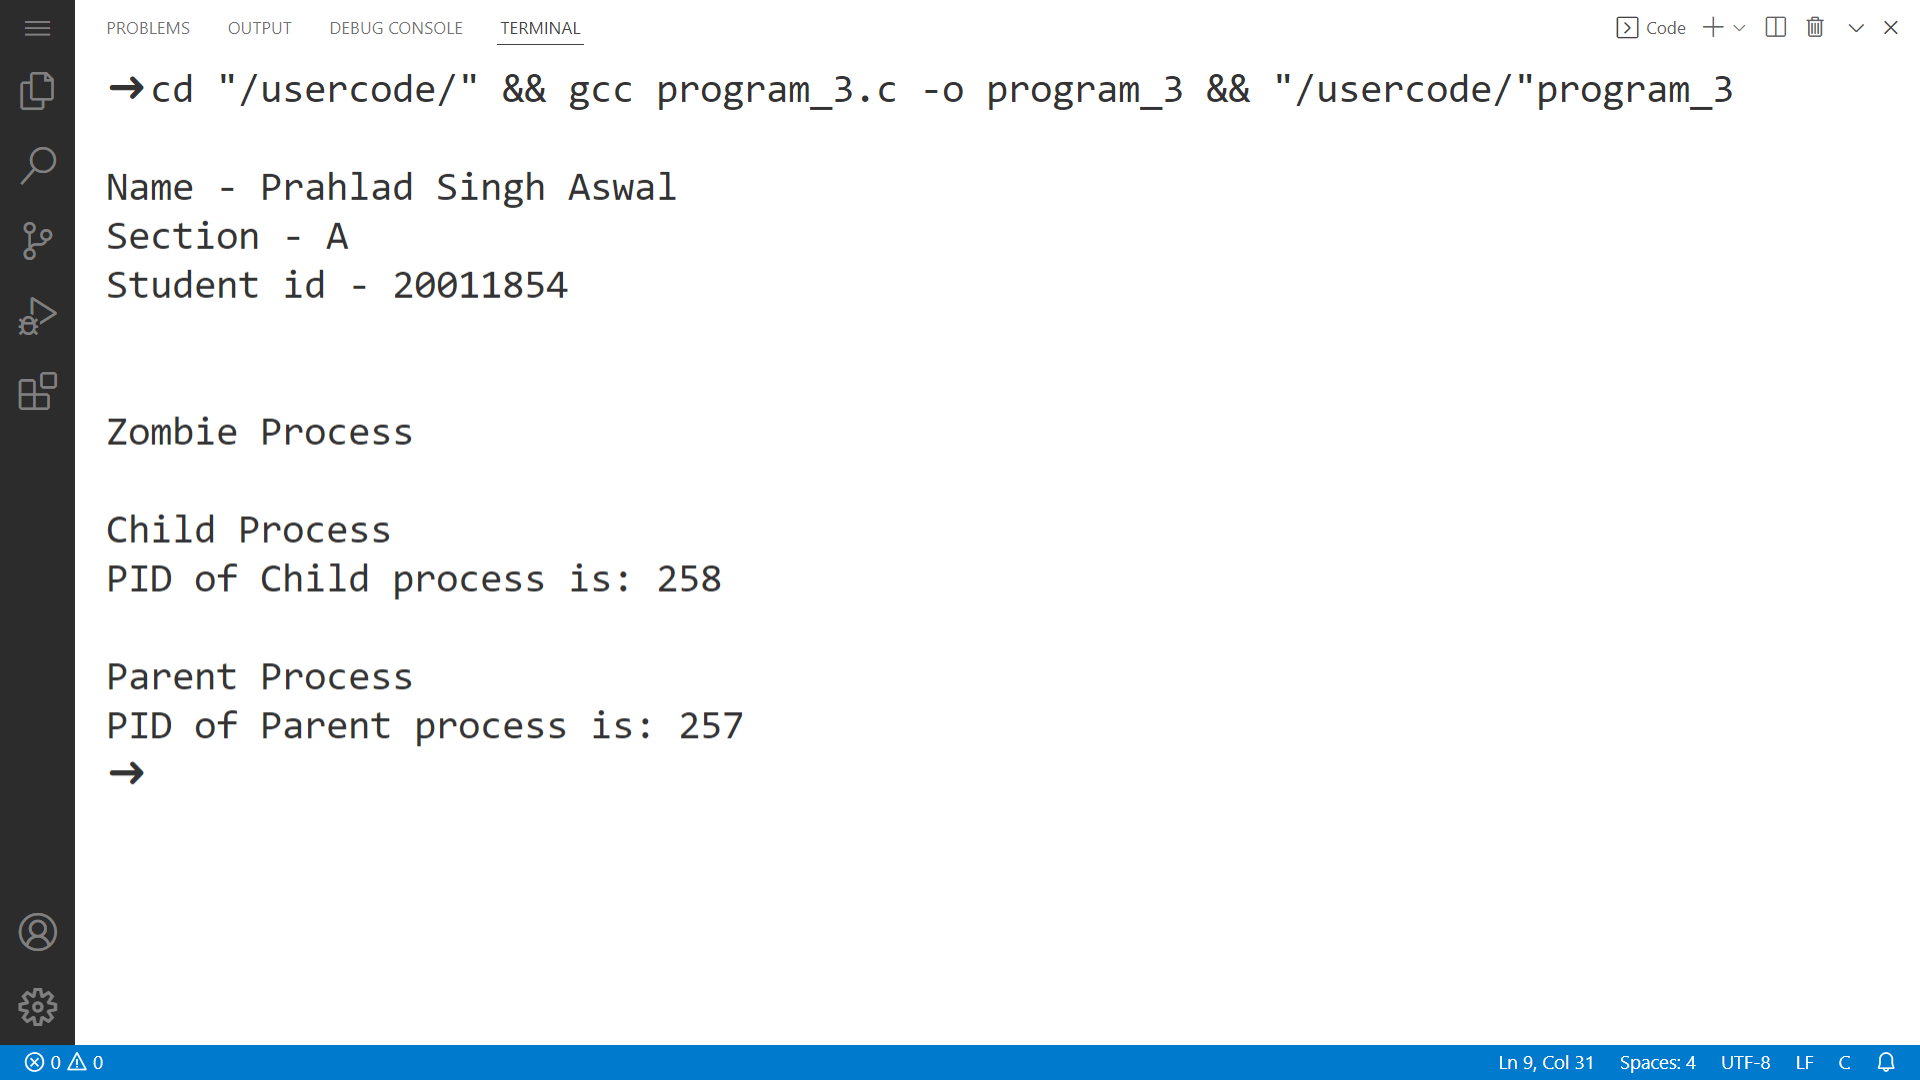 PROBLEMS OUTPUT DEBUG CONSOLE TERMINAL Code
➜cd "/usercode/" && gcc program_3.c -o program_3 && "/usercode/"program_3
Name - Prahlad Singh Aswal
Section - A
Student id - 20011854
Zombie Process
Child Process
PID of Child process is: 258
Parent Process
PID of Parent process is: 257
➜
0 0 Ln 9, Col 31 Spaces: 4 UTF-8 LF C